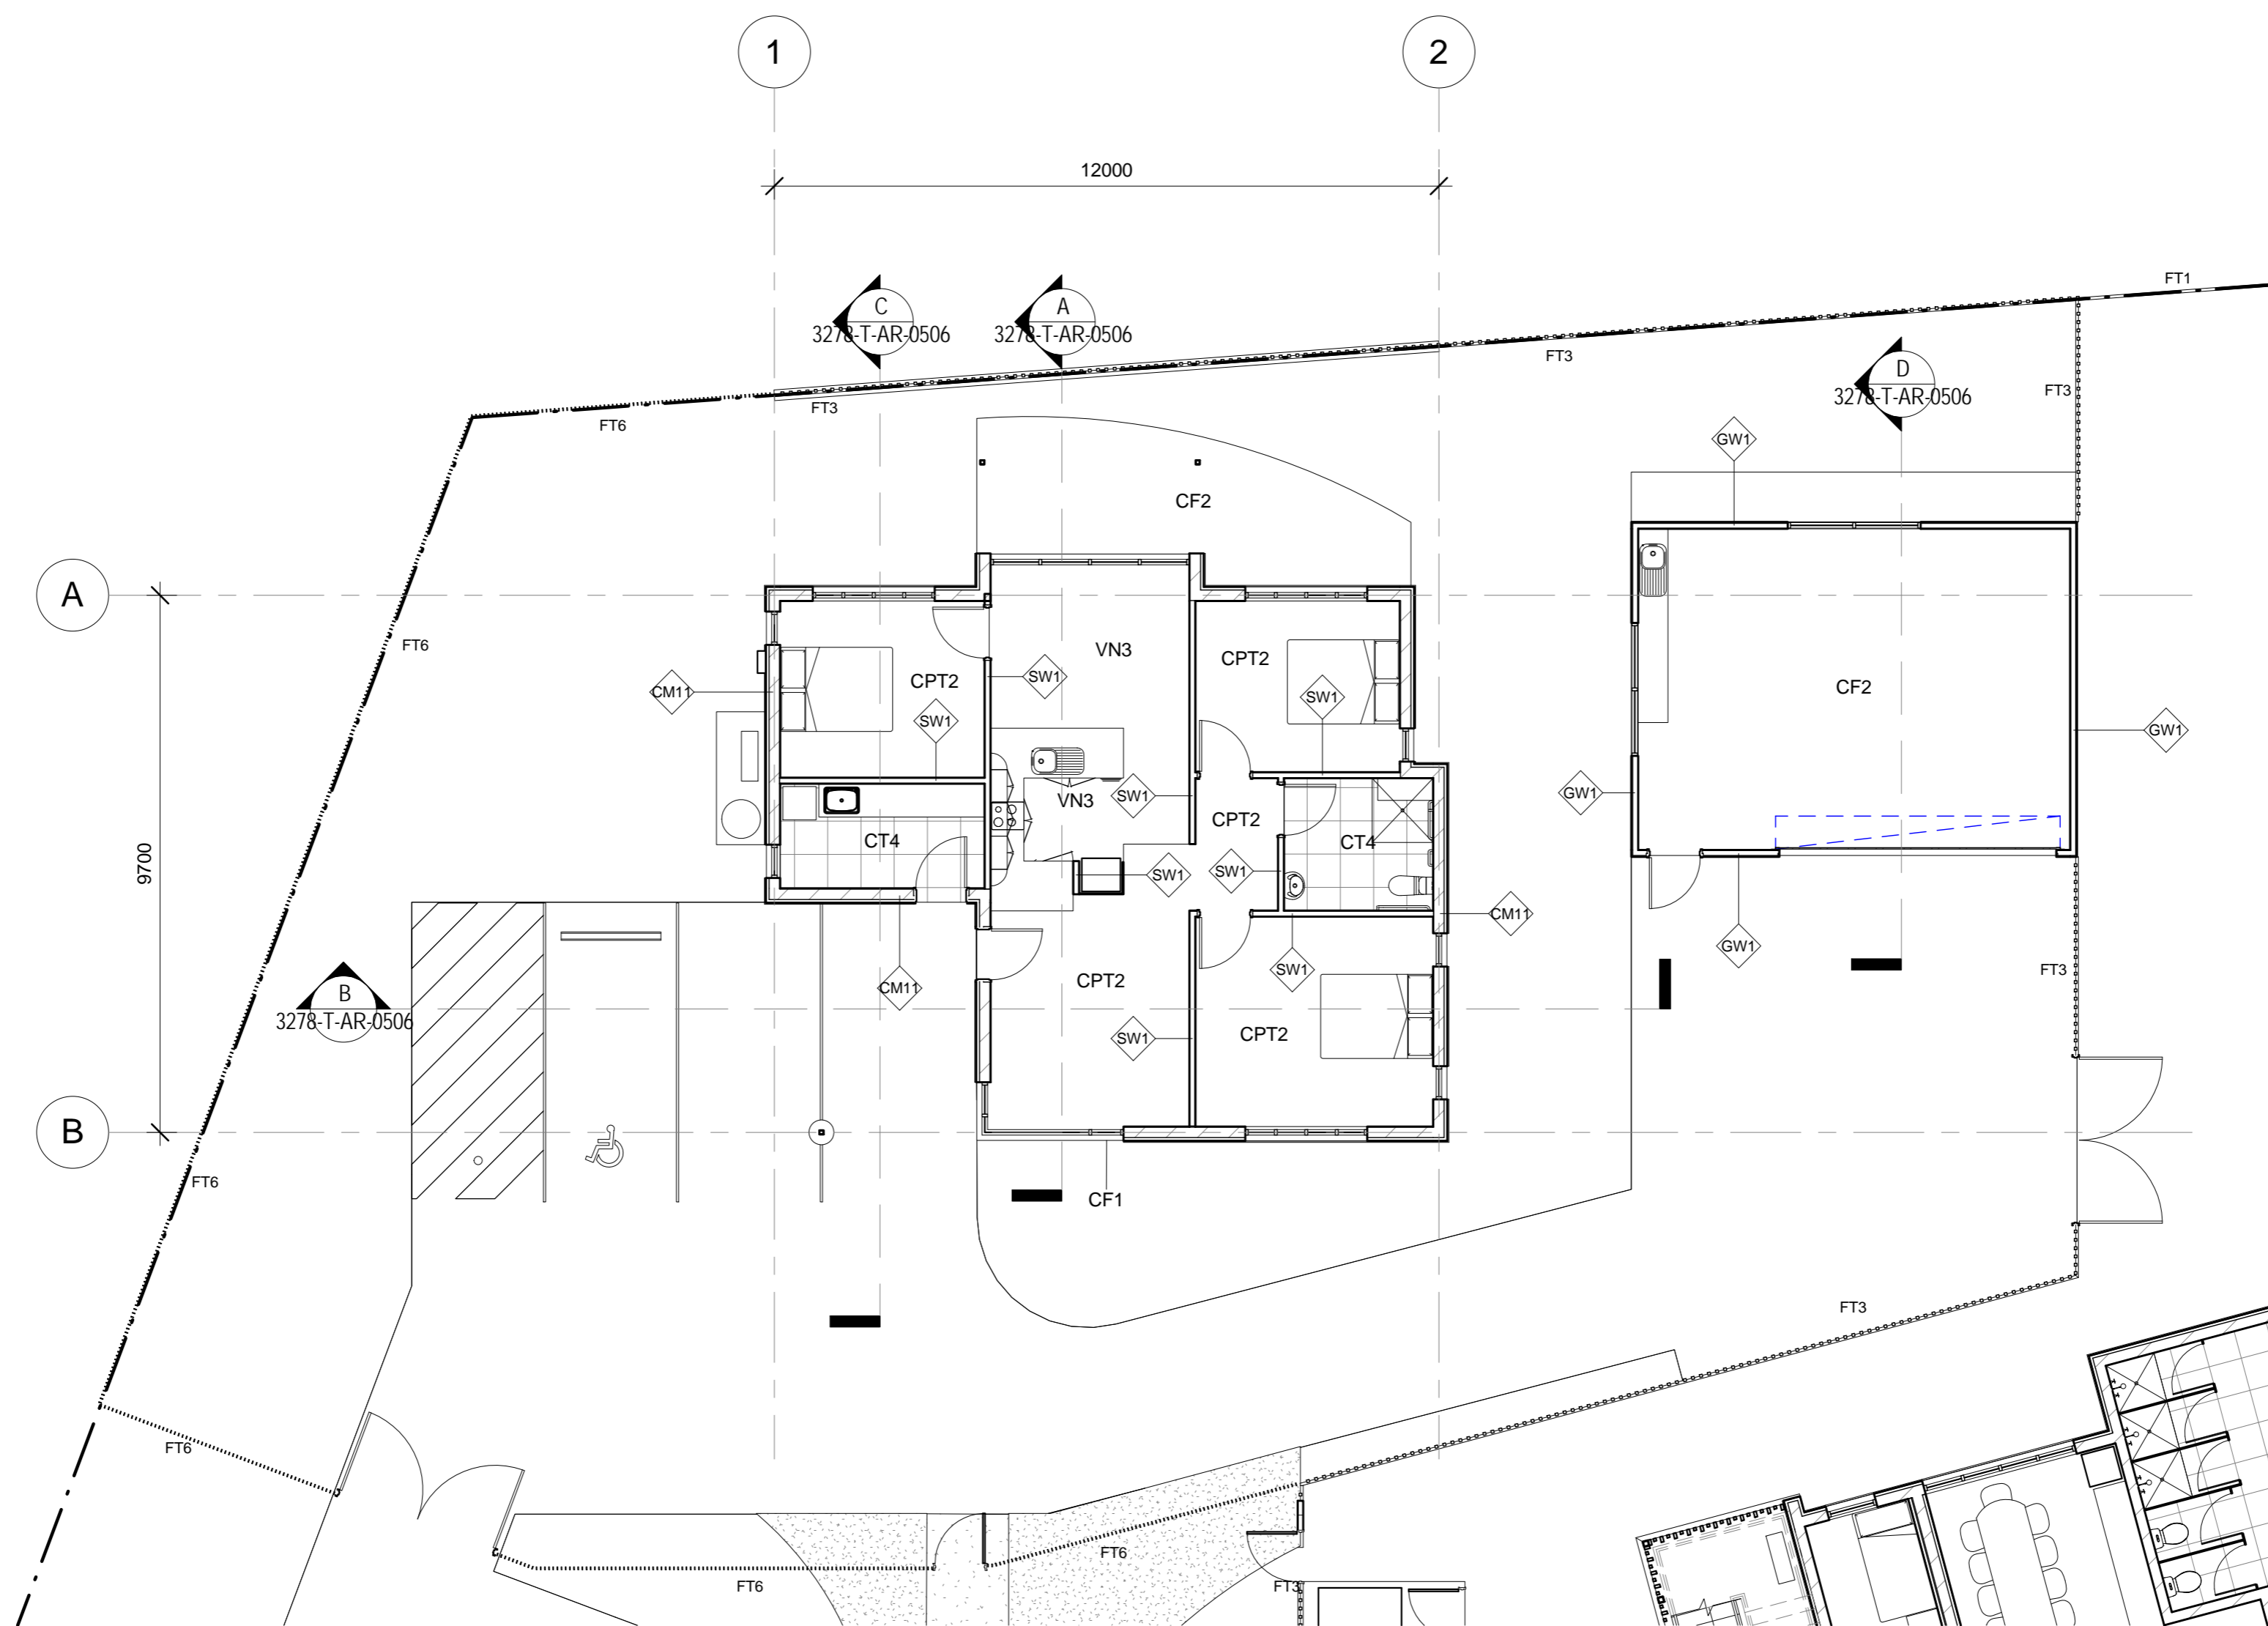 1
2
12000
FT1
C
3278-T-AR-0506
A
3278-T-AR-0506
FT3
D
3278-T-AR-0506
FT3
FT3
FT6
GW1
CF2
A
FT6
VN3
CPT2
CPT2
SW1
CM11
SW1
SW1
CF2
GW1
GW1
SW1
VN3
CPT2
CT4
CT4
9700
SW1
SW1
CM11
GW1
FT3
SW1
CPT2
CM11
B
3278-T-AR-0506
SW1
CPT2
B
FT6
CF1
FT3
FT6
FT6
FT6
FT3